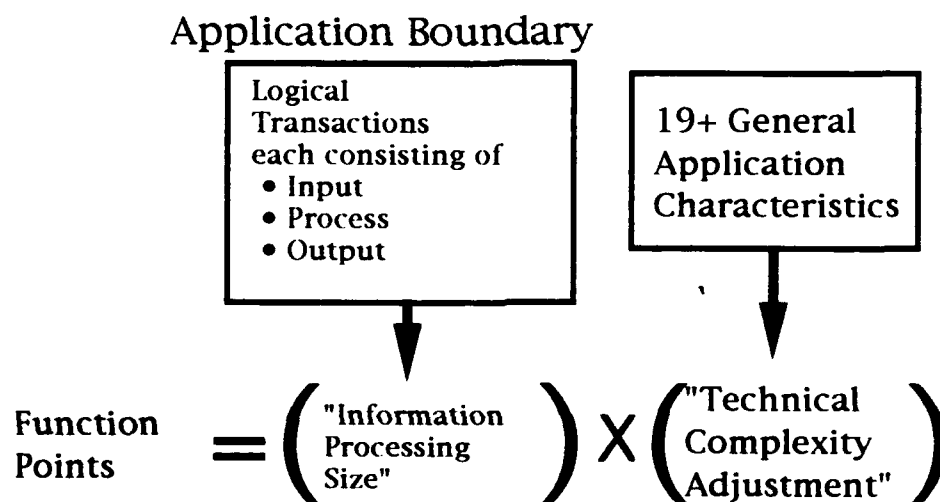 Application Boundary
Logical
Transactions
each consisting of
• Input
• Process
• Output
19+ General
Application
Characteristics
Function
Points
=
("Information
Processing
Size")
X
("Technical
Complexity
Adjustment")